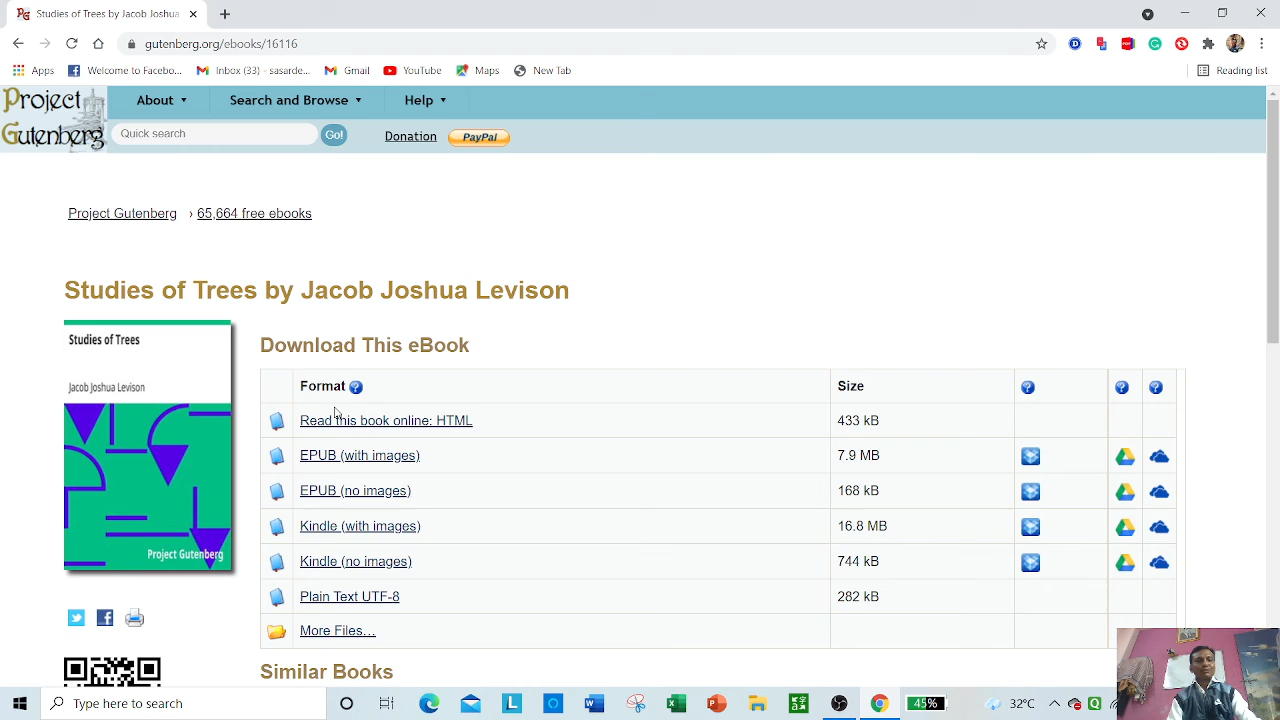 Studies of Trees by Jacob Joshua
gutenberg.org/ebooks/16116
Apps Welcome to Facebo... Inbox (33) - sasarde... Gmail YouTube Maps New Tab Reading list
Project Gutenberg
About ▾ Search and Browse ▾ Help ▾
Quick search Go! Donation PayPal
Project Gutenberg › 65,664 free ebooks
Studies of Trees by Jacob Joshua Levison
Studies of Trees
Jacob Joshua Levison
Project Gutenberg
Download This eBook
Format ? Size ? ? ?
Read this book online: HTML 433 kB
EPUB (with images) 7.9 MB
EPUB (no images) 168 kB
Kindle (with images) 16.8 MB
Kindle (no images) 744 kB
Plain Text UTF-8 282 kB
More Files…
Similar Books
Type here to search 45% 32°C